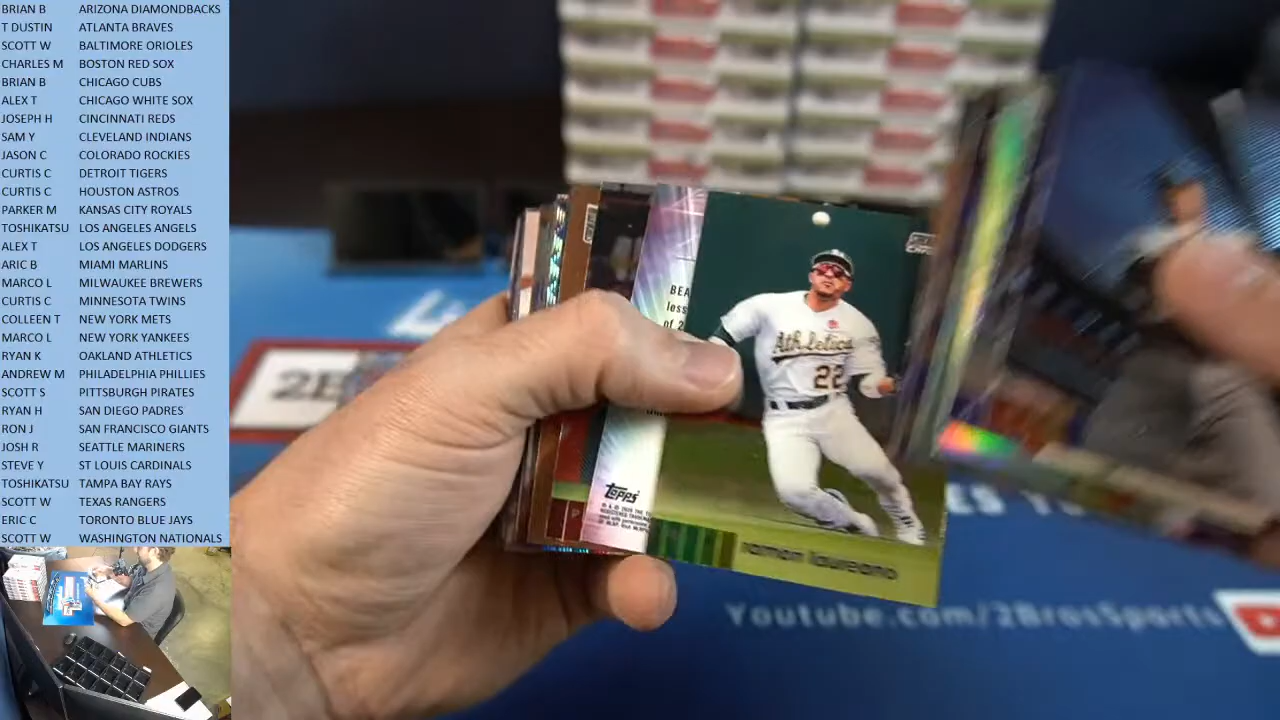 BRIAN B ARIZONA DIAMONDBACKS
T DUSTIN ATLANTA BRAVES
SCOTT W BALTIMORE ORIOLES
CHARLES M BOSTON RED SOX
BRIAN B CHICAGO CUBS
ALEX T CHICAGO WHITE SOX
JOSEPH H CINCINNATI REDS
SAM Y CLEVELAND INDIANS
JASON C COLORADO ROCKIES
CURTIS C DETROIT TIGERS
CURTIS C HOUSTON ASTROS
PARKER M KANSAS CITY ROYALS
TOSHIKATSU LOS ANGELES ANGELS
ALEX T LOS ANGELES DODGERS
ARIC B MIAMI MARLINS
MARCO L MILWAUKEE BREWERS
CURTIS C MINNESOTA TWINS
COLLEEN T NEW YORK METS
MARCO L NEW YORK YANKEES
RYAN K OAKLAND ATHLETICS
ANDREW M PHILADELPHIA PHILLIES
SCOTT S PITTSBURGH PIRATES
RYAN H SAN DIEGO PADRES
RON J SAN FRANCISCO GIANTS
JOSH R SEATTLE MARINERS
STEVE Y ST LOUIS CARDINALS
TOSHIKATSU TAMPA BAY RAYS
SCOTT W TEXAS RANGERS
ERIC C TORONTO BLUE JAYS
SCOTT W WASHINGTON NATIONALS
BEA
less
of 2
Athletics
22
Topps
ramon laureano
2B
Youtube.com/2BrosSports